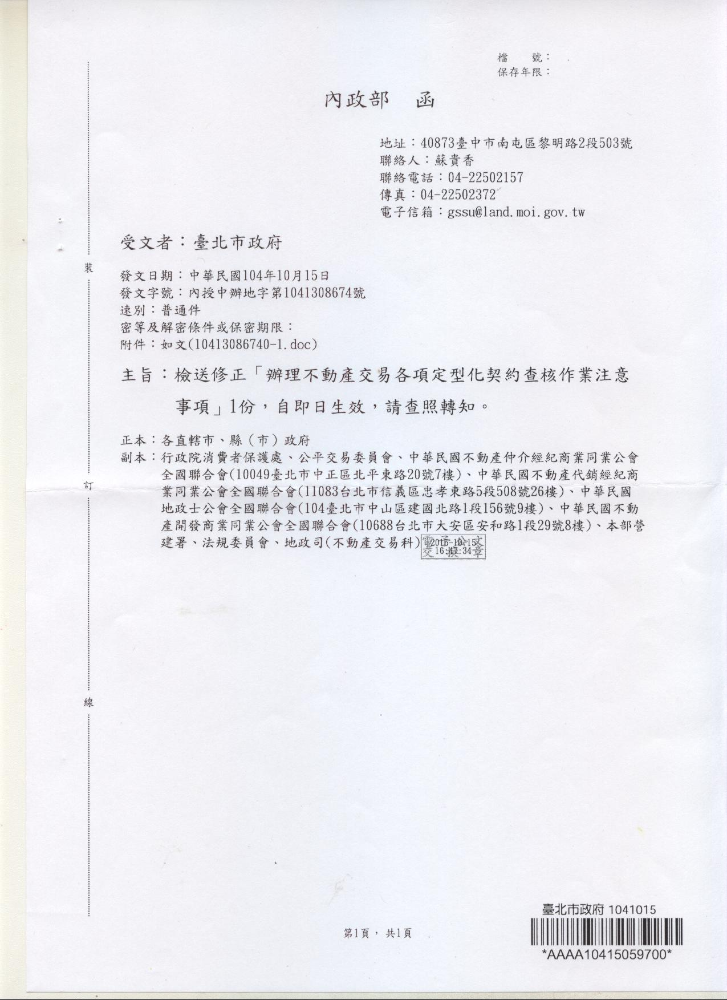 檔　　號：
保存年限：
內政部　函
地址：40873臺中市南屯區黎明路2段503號
聯絡人：蘇貴香
聯絡電話：04-22502157
傳真：04-22502372
電子信箱：gssu@land.moi.gov.tw
受文者：臺北市政府
發文日期：中華民國104年10月15日
發文字號：內授中辦地字第1041308674號
速別：普通件
密等及解密條件或保密期限：
附件：如文(10413086740-1.doc)
主旨：檢送修正「辦理不動產交易各項定型化契約查核作業注意
事項」1份，自即日生效，請查照轉知。
正本：各直轄市、縣（市）政府
副本：行政院消費者保護處、公平交易委員會、中華民國不動產仲介經紀商業同業公會
全國聯合會(10049臺北市中正區北平東路20號7樓)、中華民國不動產代銷經紀商
業同業公會全國聯合會(11083台北市信義區忠孝東路5段508號26樓)、中華民國
地政士公會全國聯合會(104臺北市中山區建國北路1段156號9樓)、中華民國不動
產開發商業同業公會全國聯合會(10688台北市大安區安和路1段29號8樓)、本部營
建署、法規委員會、地政司(不動產交易科)
電子公文
交換章
2015-10-15
16:47:34
裝
訂
線
第1頁，共1頁
臺北市政府 1041015
*AAAA10415059700*